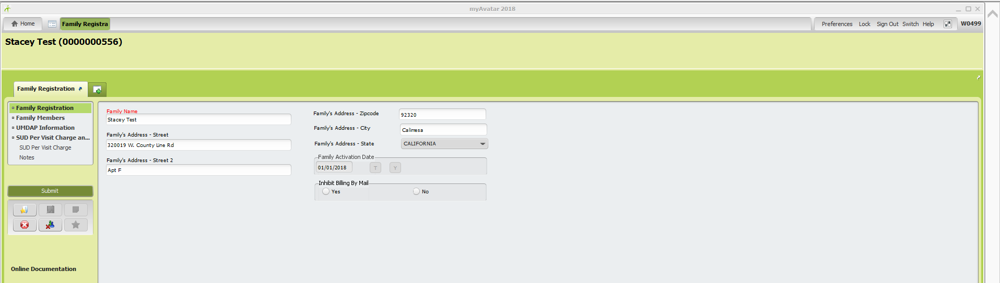 myAvatar 2018
Home
Family Registra
Preferences Lock Sign Out Switch Help W0499
Stacey Test (0000000556)
Family Registration
Family Registration
Family Members
UMDAP Information
SUD Per Visit Charge an...
SUD Per Visit Charge
Notes
Submit
Online Documentation
Family Name
Stacey Test
Family's Address - Street
320019 W. County Line Rd
Family's Address - Street 2
Apt F
Family's Address - Zipcode
92320
Family's Address - City
Calimesa
Family's Address - State
CALIFORNIA
Family Activation Date
01/01/2018 T Y
Inhibit Billing By Mail
Yes No